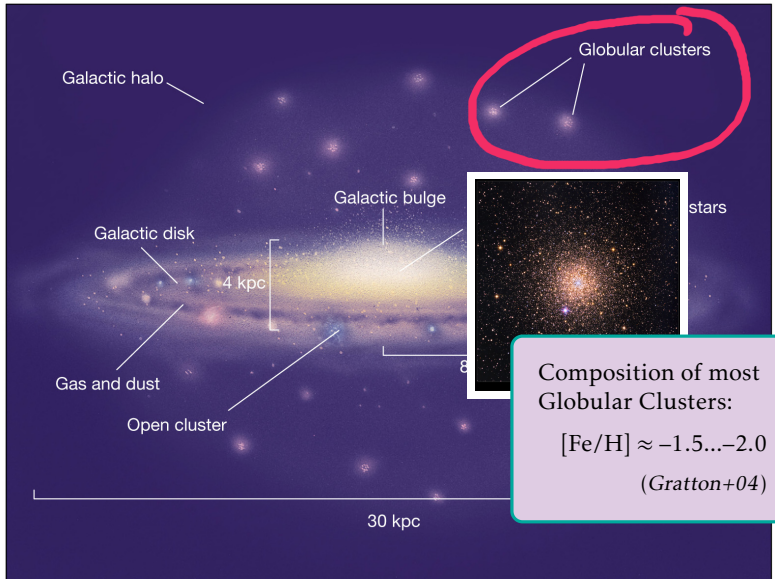 Globular clusters
Galactic halo
Galactic bulge
stars
Galactic disk
4 kpc
8
Gas and dust
Open cluster
30 kpc
Composition of most
Globular Clusters:
[Fe/H] ≈ –1.5...–2.0
(Gratton+04)